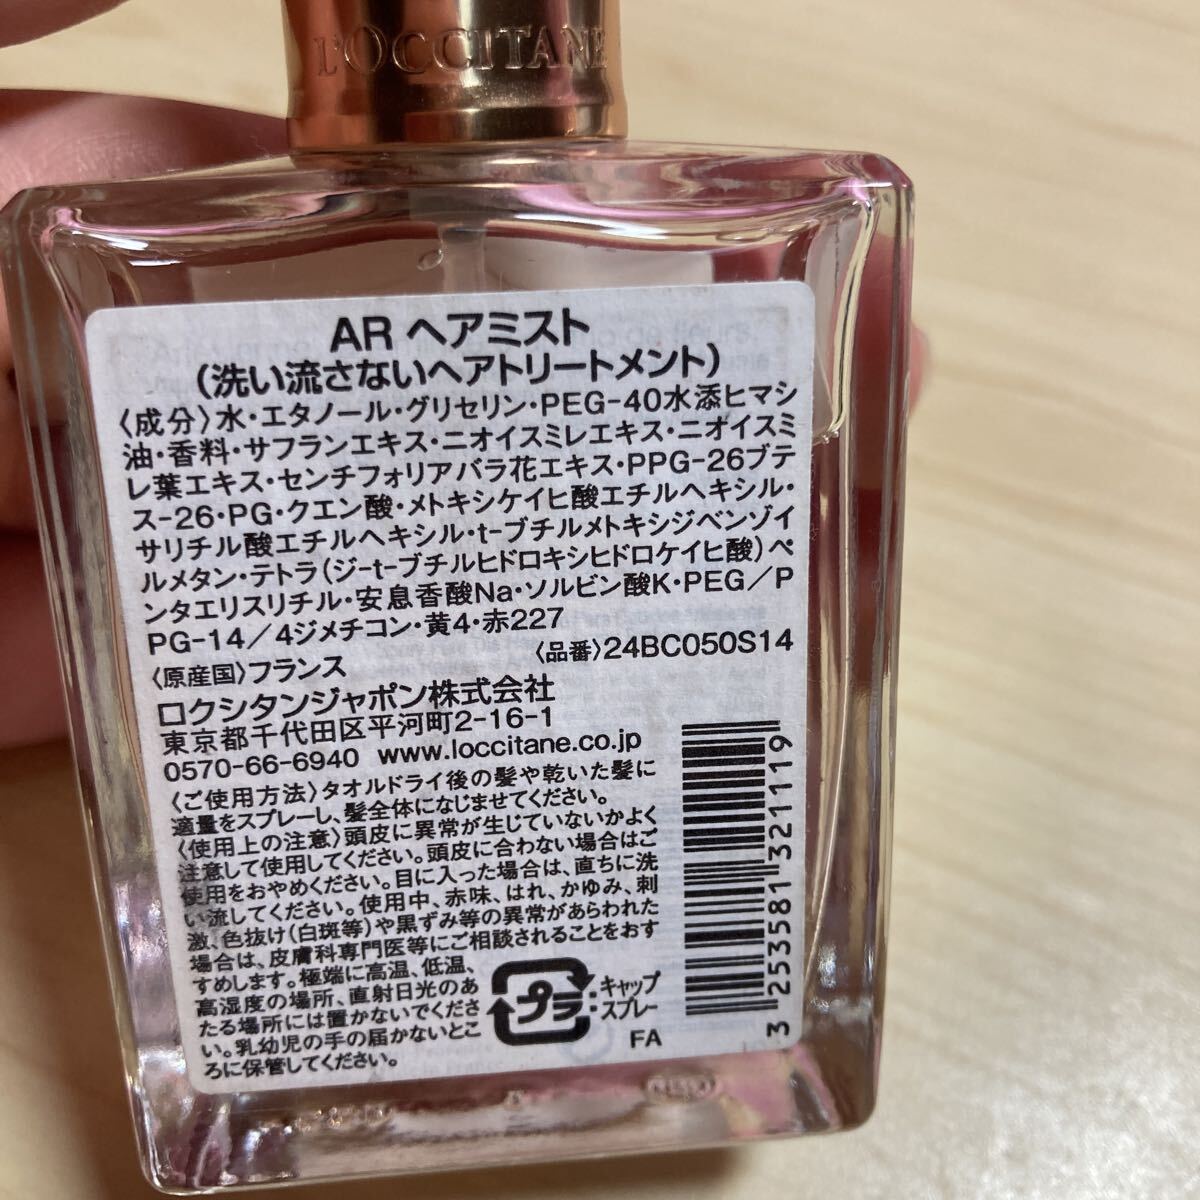 L'OCCITANE
AR ヘアミスト
(洗い流さないヘアトリートメント)
〈成分〉水・エタノール・グリセリン・PEG-40水添ヒマシ
油・香料・サフランエキス・ニオイスミレエキス・ニオイスミ
レ葉エキス・センチフォリアバラ花エキス・PPG-26ブテ
ス-26・PG・クエン酸・メトキシケイヒ酸エチルヘキシル・
サリチル酸エチルヘキシル・t-ブチルメトキシジベンゾイ
ルメタン・テトラ(ジ-t-ブチルヒドロキシヒドロケイヒ酸)ペ
ンタエリスリチル・安息香酸Na・ソルビン酸K・PEG/P
PG-14/4ジメチコン・黄4・赤227
〈原産国〉フランス 〈品番〉24BC050S14
ロクシタンジャポン株式会社
東京都千代田区平河町2-16-1
0570-66-6940 www.loccitane.co.jp
〈ご使用方法〉タオルドライ後の髪や乾いた髪に
適量をスプレーし、髪全体になじませてください。
〈使用上の注意〉頭皮に異常が生じていないかよく
注意して使用してください。頭皮に合わない場合はご
使用をおやめください。目に入った場合は、直ちに洗
い流してください。使用中、赤味、はれ、かゆみ、刺
激、色抜け(白斑等)や黒ずみ等の異常があらわれた
場合は、皮膚科専門医等にご相談されることをおす
すめします。極端に高温、低温、
高湿度の場所、直射日光のあ
たる場所には置かないでくださ
い。乳幼児の手の届かないとこ
ろに保管してください。
プラ:キャップ
スプレー
FA
3 253581 321119